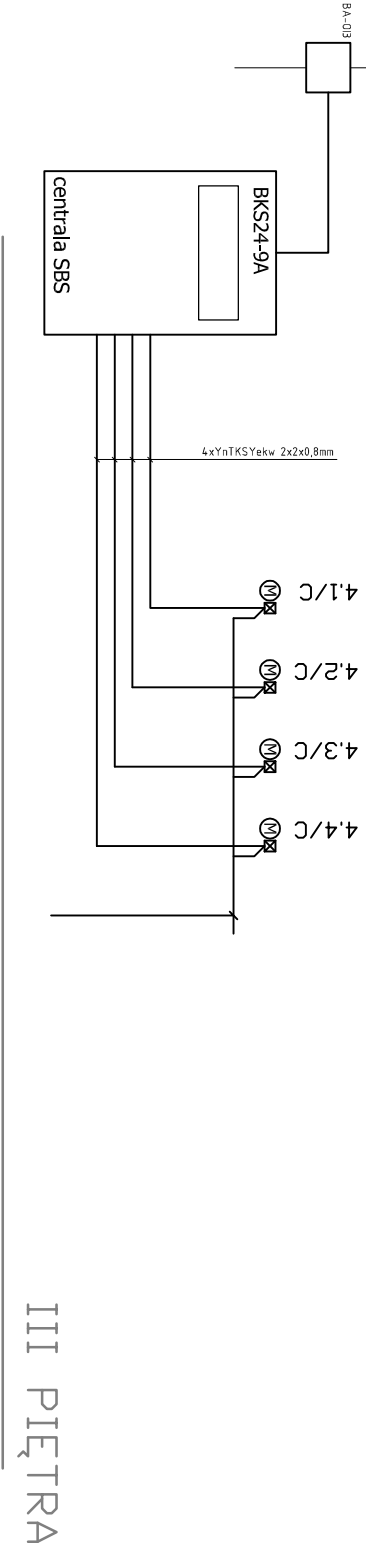 BA-013
BKS24-9A
centrala SBS
4xYnTKSYekw 2x2x0,8mm
4.1/C
M
4.2/C
M
4.3/C
M
4.4/C
M
III PIĘTRA